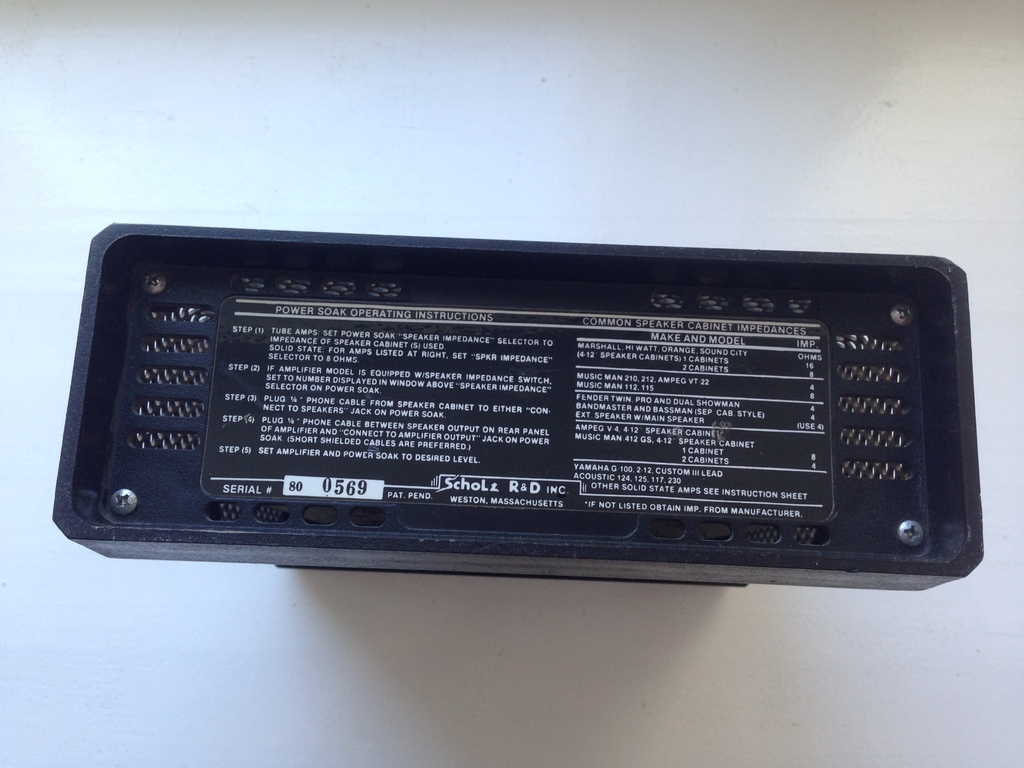 POWER SOAK OPERATING INSTRUCTIONS
STEP (1) TUBE AMPS: SET POWER SOAK "SPEAKER IMPEDANCE" SELECTOR TO
IMPEDANCE OF SPEAKER CABINET (S) USED.
SOLID STATE: FOR AMPS LISTED AT RIGHT, SET "SPKR IMPEDANCE"
SELECTOR TO 8 OHMS.
STEP (2) IF AMPLIFIER MODEL IS EQUIPPED W/SPEAKER IMPEDANCE SWITCH,
SET TO NUMBER DISPLAYED IN WINDOW ABOVE "SPEAKER IMPEDANCE"
SELECTOR ON POWER SOAK.
STEP (3) PLUG ¼" PHONE CABLE FROM SPEAKER CABINET TO EITHER "CON-
NECT TO SPEAKERS" JACK ON POWER SOAK.
STEP (4) PLUG ¼" PHONE CABLE BETWEEN SPEAKER OUTPUT ON REAR PANEL
OF AMPLIFIER AND "CONNECT TO AMPLIFIER OUTPUT" JACK ON POWER
SOAK. (SHORT SHIELDED CABLES ARE PREFERRED.)
STEP (5) SET AMPLIFIER AND POWER SOAK TO DESIRED LEVEL.
COMMON SPEAKER CABINET IMPEDANCES
MAKE AND MODEL IMP
OHMS
MARSHALL, HI WATT, ORANGE, SOUND CITY
(4-12" SPEAKER CABINETS) 1 CABINETS 16
2 CABINETS 8
MUSIC MAN 210, 212, AMPEG VT-22 4
MUSIC MAN 112, 115 8
FENDER TWIN, PRO AND DUAL SHOWMAN 4
BANDMASTER AND BASSMAN (SEP CAB STYLE) 4
EXT. SPEAKER W/MAIN SPEAKER (USE 4)
AMPEG V-4, 4-12" SPEAKER CABINET
MUSIC MAN 412 GS, 4-12" SPEAKER CABINET
1 CABINET 8
2 CABINETS 4
YAMAHA G-100, 2-12, CUSTOM III LEAD
ACOUSTIC 124, 125, 117, 230
OTHER SOLID STATE AMPS SEE INSTRUCTION SHEET
*IF NOT LISTED OBTAIN IMP. FROM MANUFACTURER.
SERIAL # 80 0569 PAT. PEND.
SCHOLZ R&D INC.
WESTON, MASSACHUSETTS